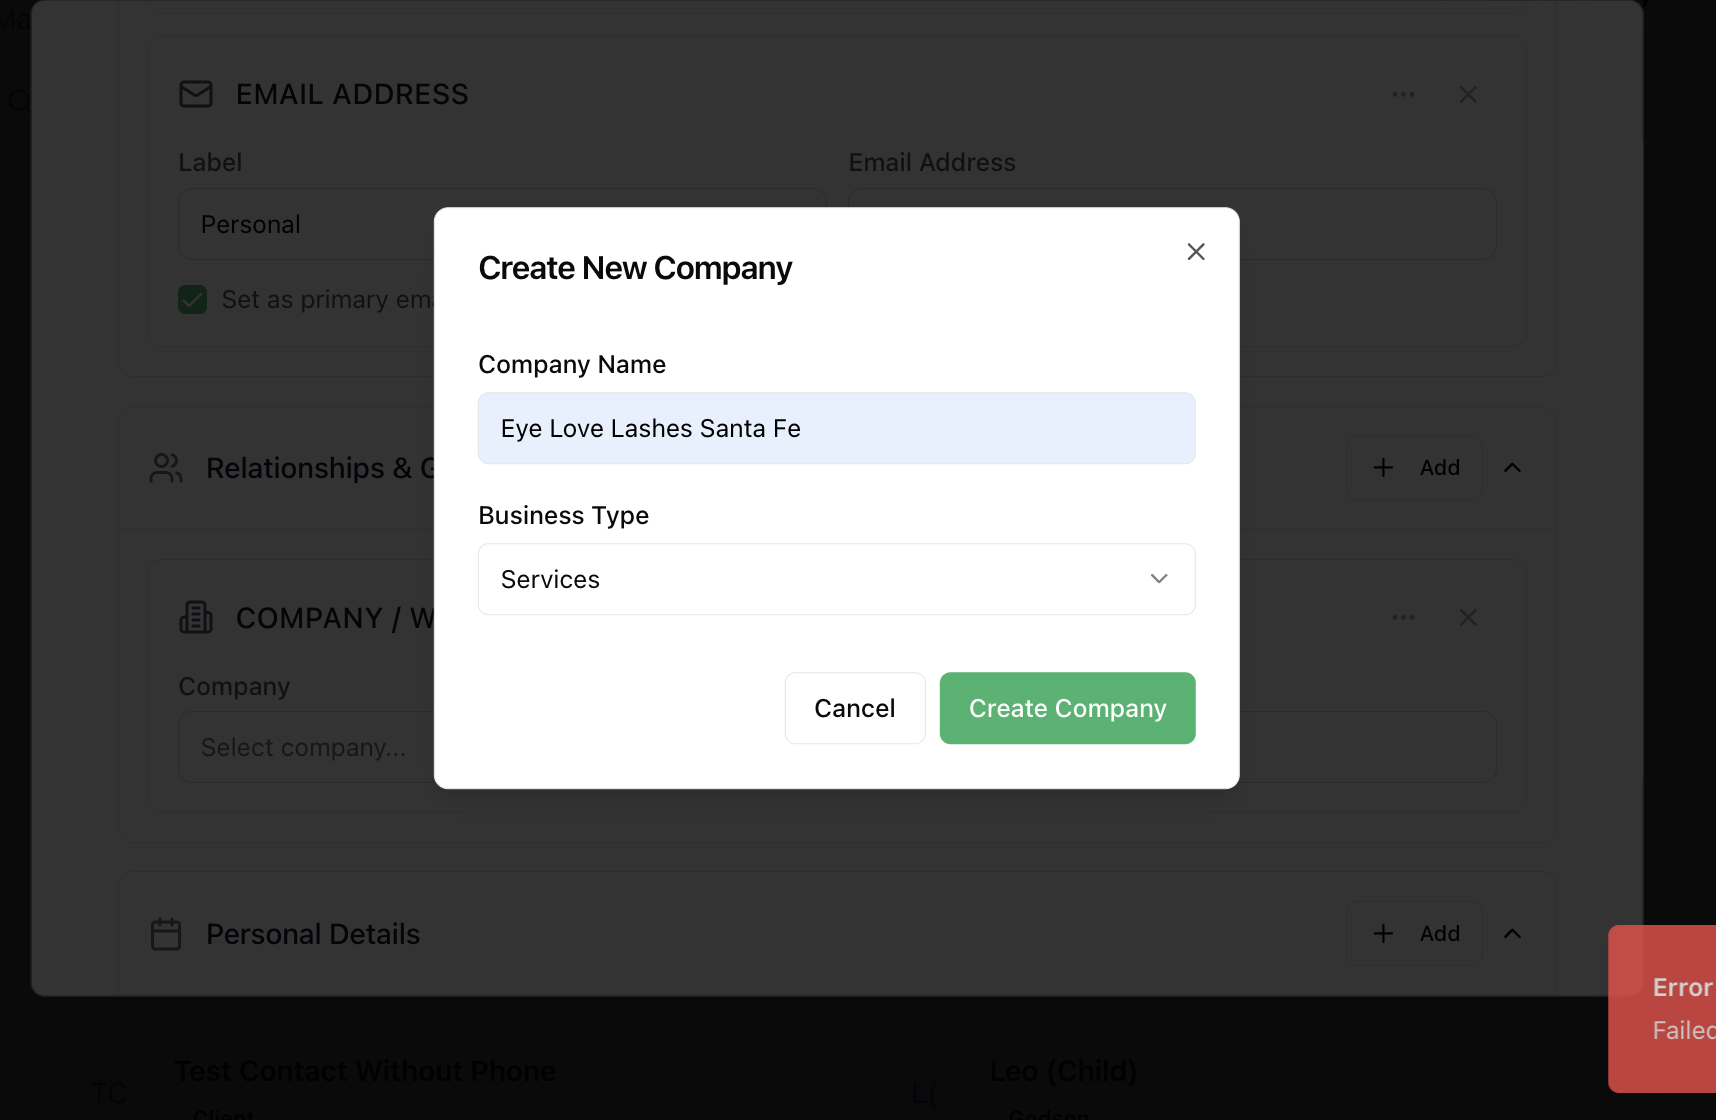 EMAIL ADDRESS
Label
Email Address
Personal
Set as primary
Create New Company
Company Name
Eye Love Lashes Santa Fe
Business Type
Services
Cancel
Create Company
Relationships &
Add
COMPANY /
Company
Select company...
Personal Details
Add
Error
Failed
Test Contact Without Phone
TC
Client
Leo (Child)
L(
Godson